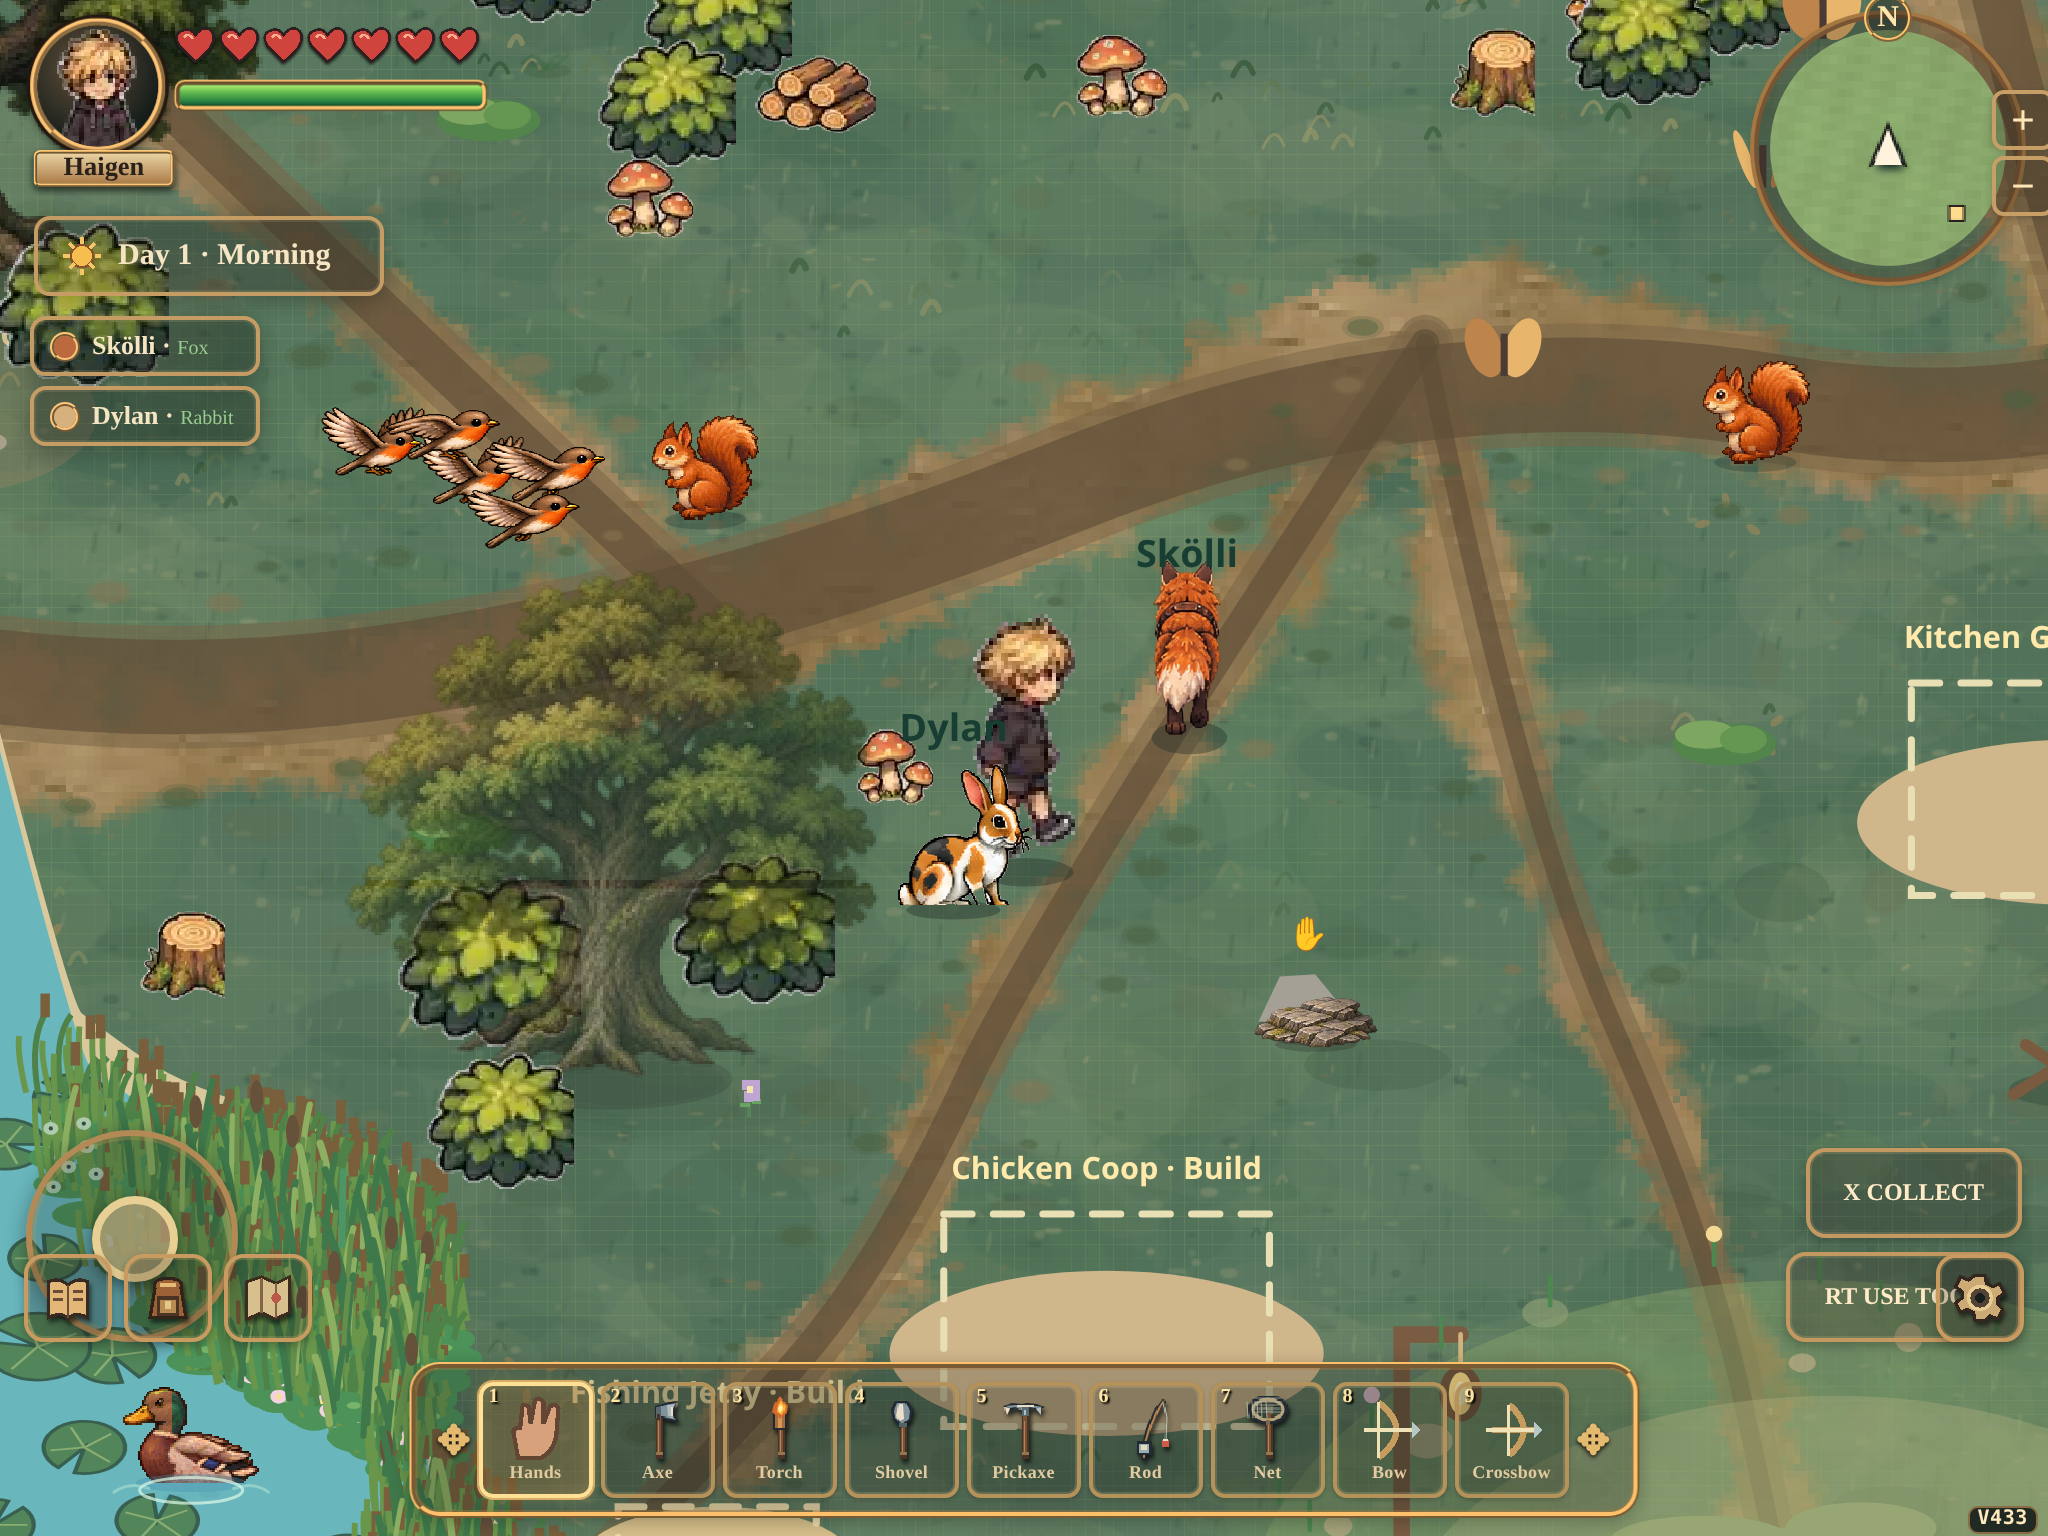 N
+
−
Haigen
Day 1 · Morning
Skölli · Fox
Dylan · Rabbit
Skölli
Kitchen G
Dylan
Chicken Coop · Build
X COLLECT
RT USE TO
Fishing Jetty · Build
1 Hands
2 Axe
3 Torch
4 Shovel
5 Pickaxe
6 Rod
7 Net
8 Bow
9 Crossbow
V433